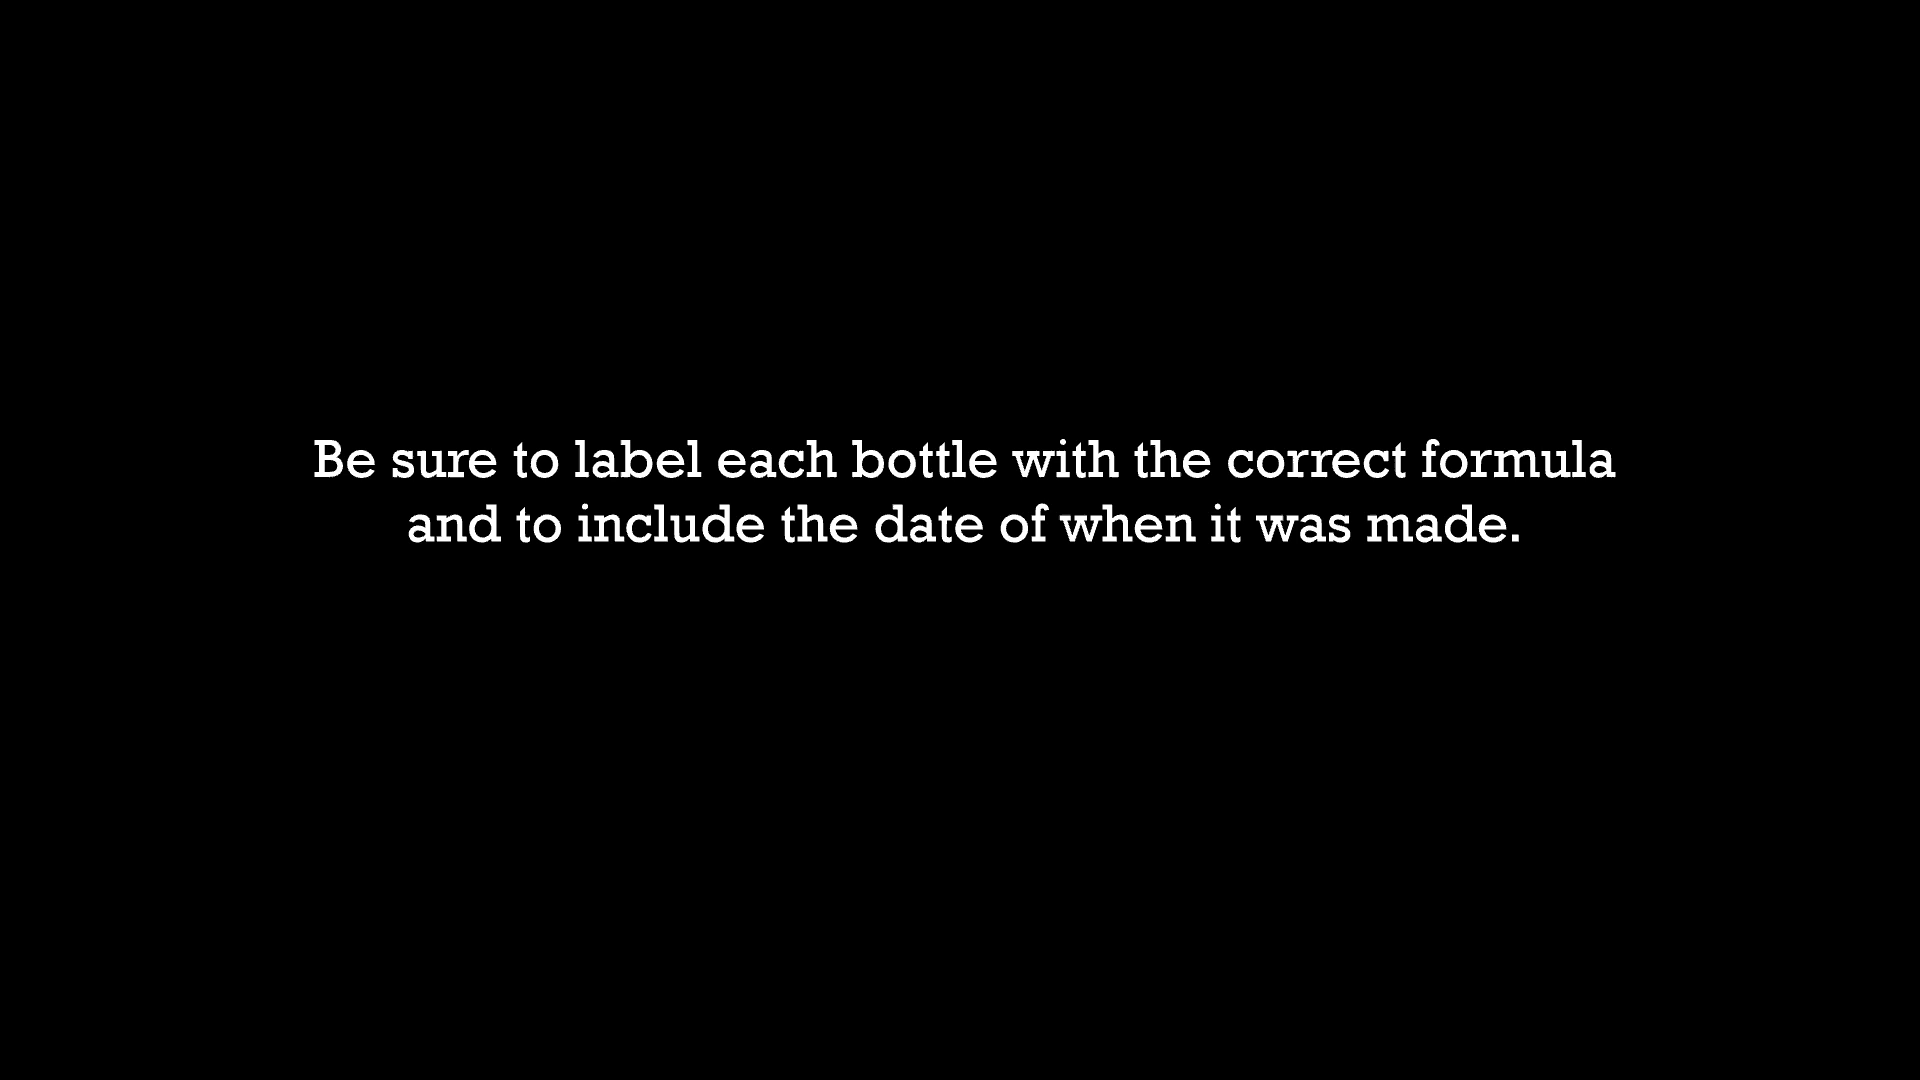 Be sure to label each bottle with the correct formula
and to include the date of when it was made.